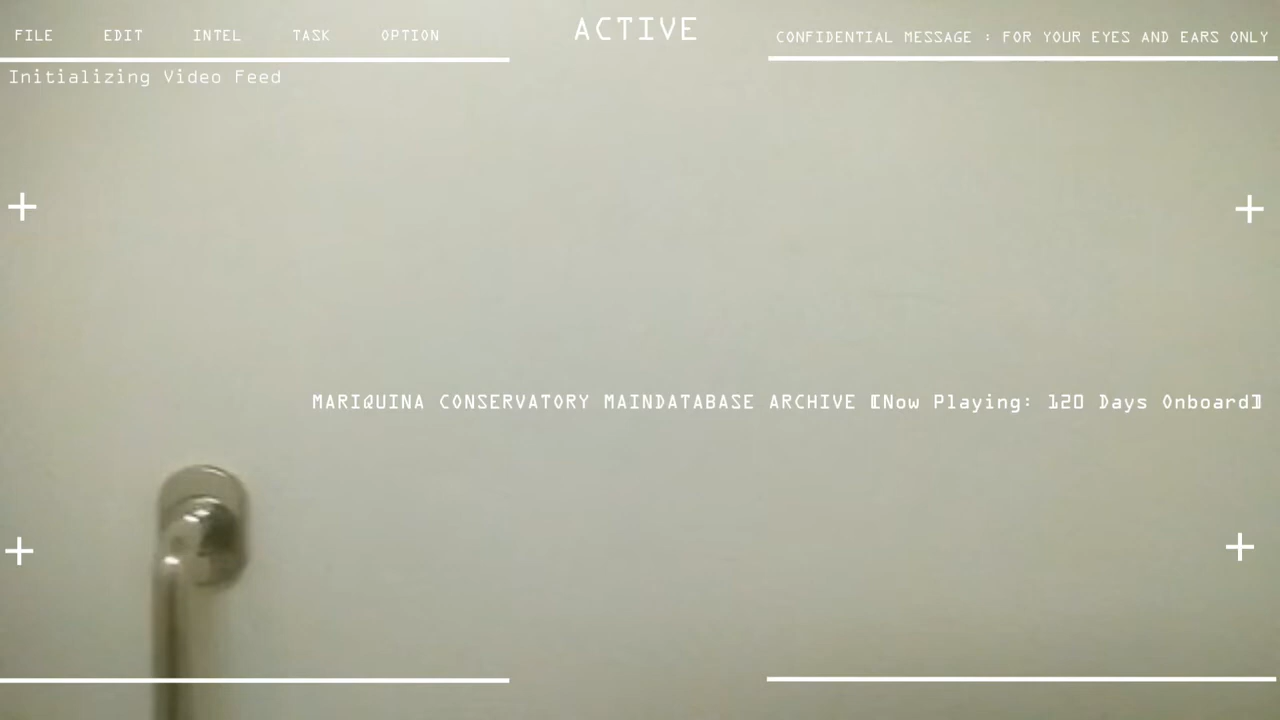 FILE EDIT INTEL TASK OPTION
ACTIVE
CONFIDENTIAL MESSAGE : FOR YOUR EYES AND EARS ONLY
Initializing Video Feed
MARIQUINA CONSERVATORY MAINDATABASE ARCHIVE [Now Playing: 120 Days Onboard]